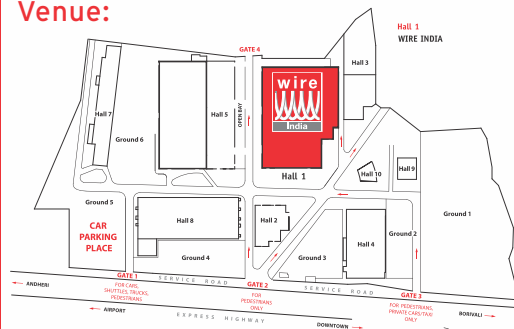 Venue:
Hall 1
WIRE INDIA
GATE 4
Hall 3
wire
India
Hall 7
Hall 5
OPEN BAY
Ground 6
Hall 1
Hall 10
Hall 9
Ground 5
CAR
PARKING
PLACE
Hall 8
Hall 2
Ground 1
Ground 2
Hall 4
Ground 3
Ground 4
GATE 1
FOR CARS,
SHUTTLES, TRUCKS,
PEDESTRIANS
SERVICE ROAD
GATE 2
FOR
PEDESTRIANS
ONLY
SERVICE ROAD
GATE 3
FOR PEDESTRIANS,
PRIVATE CARS/TAXI
ONLY
ANDHERI
BORIVALI
AIRPORT
EXPRESS HIGHWAY
DOWNTOWN